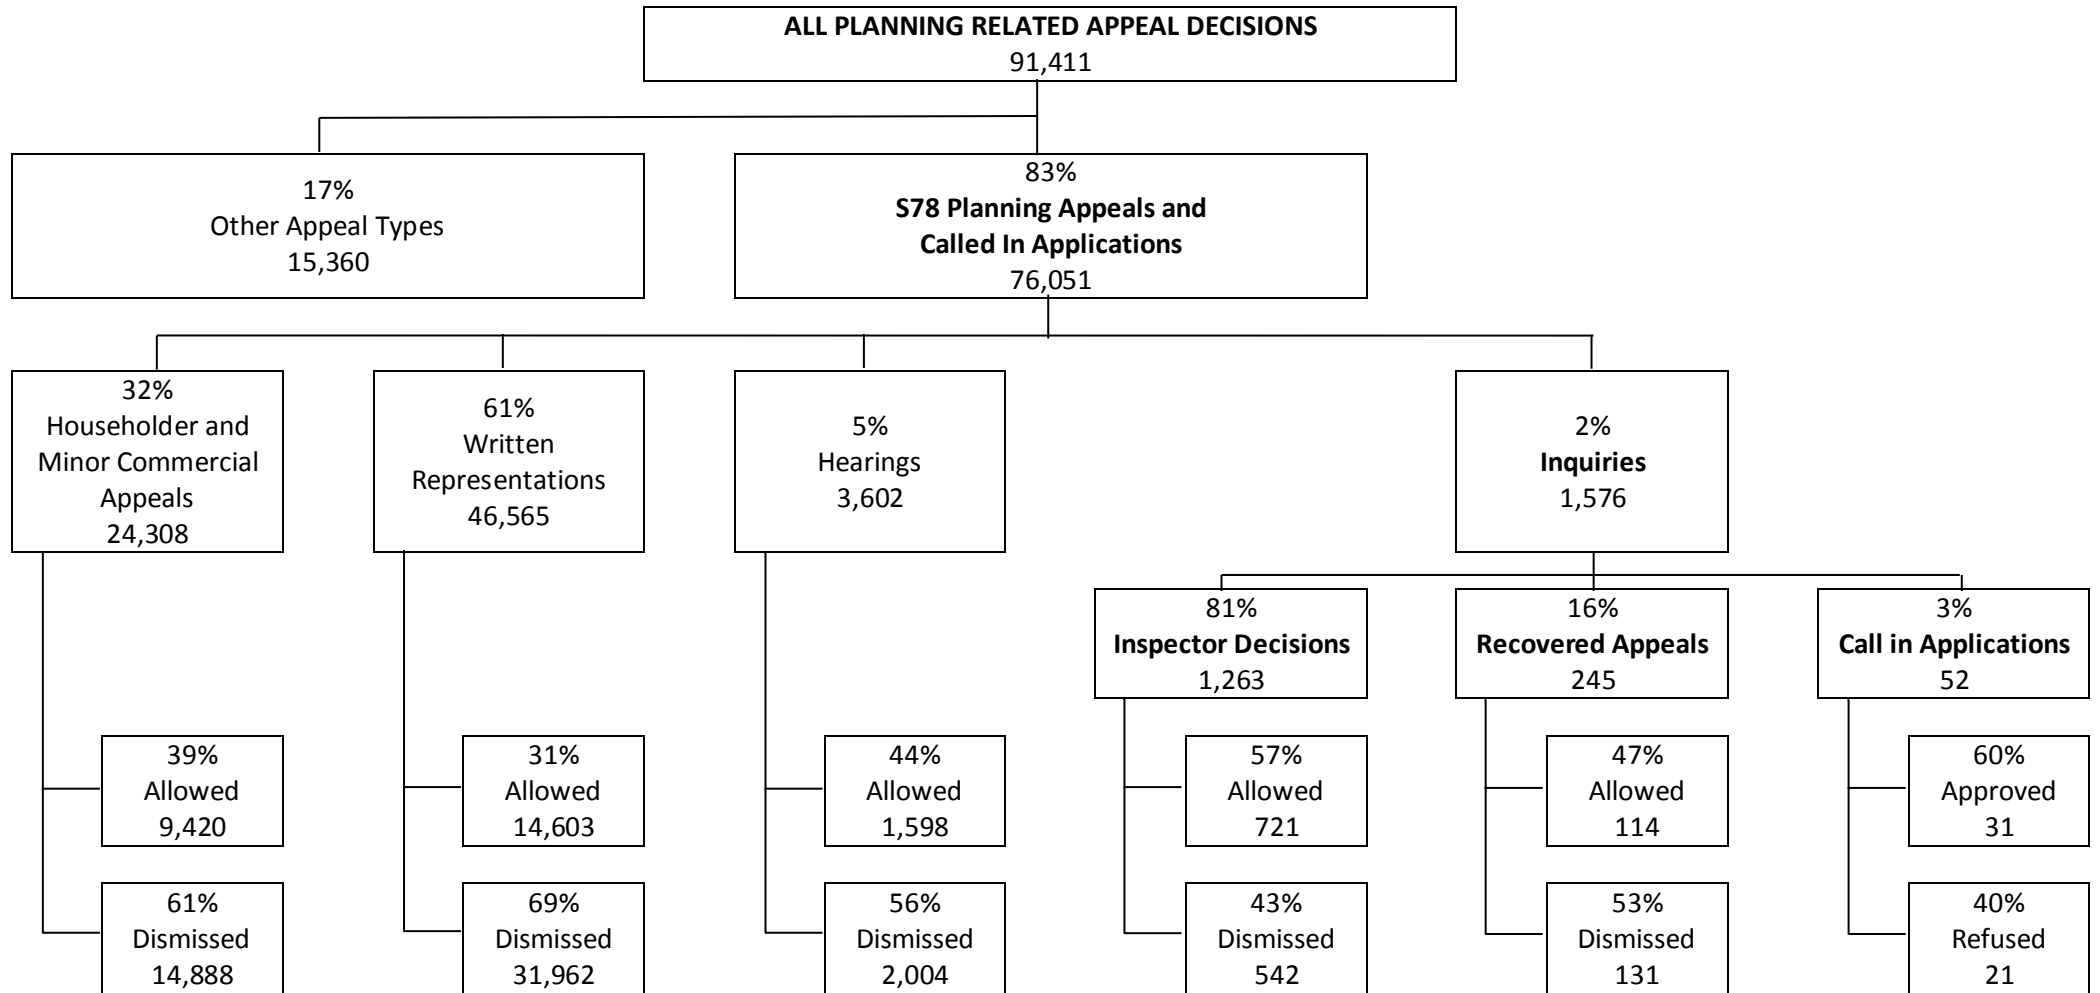 ALL PLANNING RELATED APPEAL DECISIONS
91,411
17%
Other Appeal Types
15,360
83%
S78 Planning Appeals and
Called In Applications
76,051
32%
Householder and
Minor Commercial
Appeals
24,308
61%
Written
Representations
46,565
5%
Hearings
3,602
2%
Inquiries
1,576
81%
Inspector Decisions
1,263
16%
Recovered Appeals
245
3%
Call in Applications
52
39%
Allowed
9,420
31%
Allowed
14,603
44%
Allowed
1,598
57%
Allowed
721
47%
Allowed
114
60%
Approved
31
61%
Dismissed
14,888
69%
Dismissed
31,962
56%
Dismissed
2,004
43%
Dismissed
542
53%
Dismissed
131
40%
Refused
21